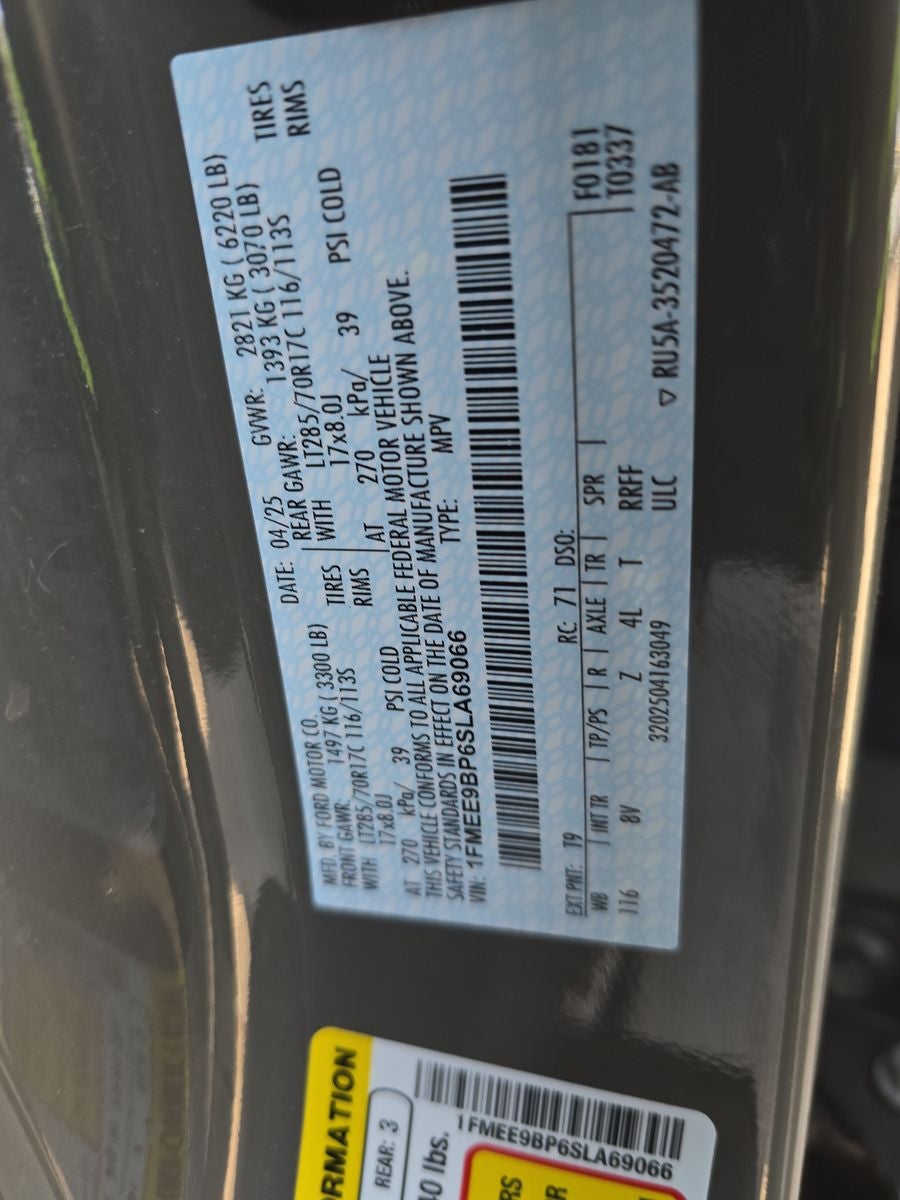 MFD. BY FORD MOTOR CO.
DATE: 04/25 GVWR: 2821 KG ( 6220 LB)
FRONT GAWR: 1497 KG ( 3300 LB) REAR GAWR: 1393 KG ( 3070 LB)
WITH LT285/70R17C 116/113S TIRES WITH LT285/70R17C 116/113S TIRES
17x8.0J RIMS 17x8.0J RIMS
AT 270 kPa/ 39 PSI COLD AT 270 kPa/ 39 PSI COLD
THIS VEHICLE CONFORMS TO ALL APPLICABLE FEDERAL MOTOR VEHICLE
SAFETY STANDARDS IN EFFECT ON THE DATE OF MANUFACTURE SHOWN ABOVE.
VIN: 1FMEE9BP6SLA69066 TYPE: MPV
F0181
T0337
EXT PNT: T9 RC: 71 DSO:
WB INT TR TP/PS R AXLE TR SPR
116 8V Z 4L T RRFF
3202504163049 ULC
▽ RU5A-3520472-AB
RMATION
REAR: 3
40 lbs.
1FMEE9BP6SLA69066
RS
R